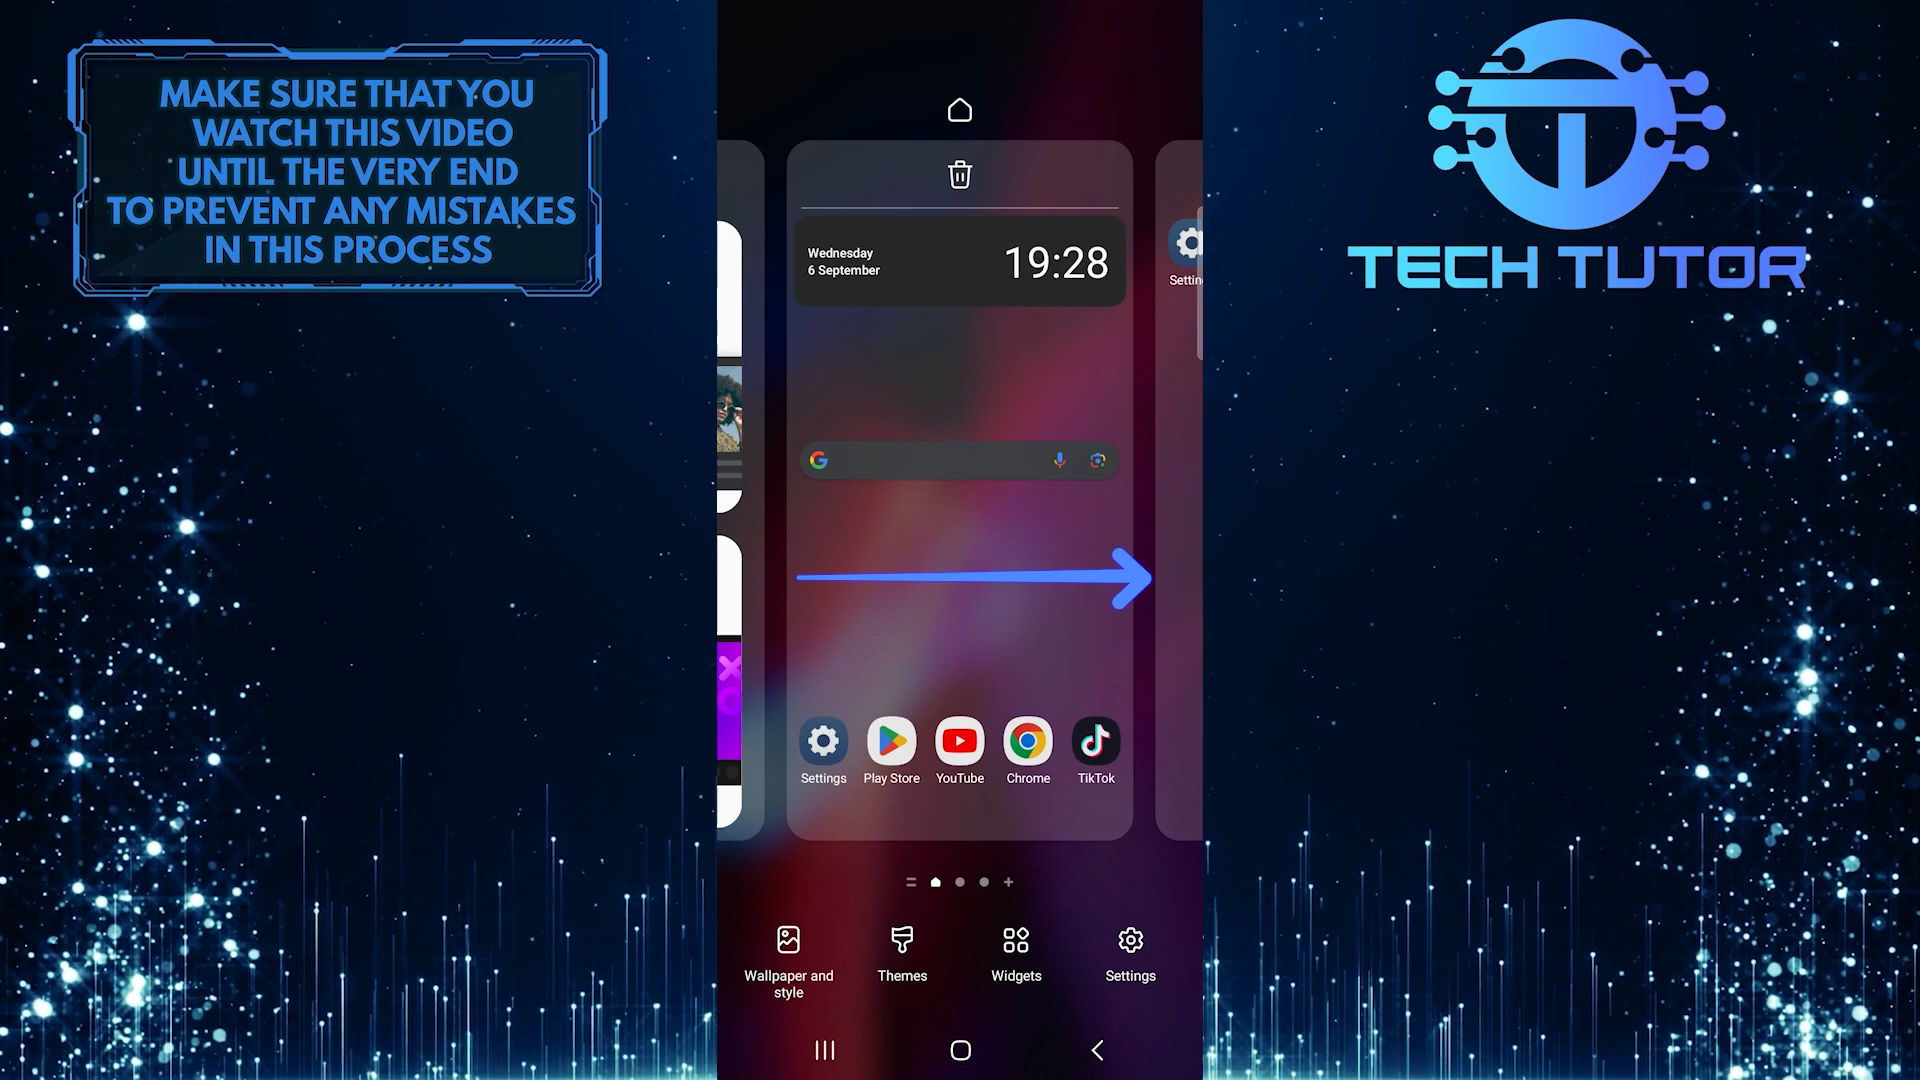 MAKE SURE THAT YOU
WATCH THIS VIDEO
UNTIL THE VERY END
TO PREVENT ANY MISTAKES
IN THIS PROCESS
Wednesday
6 September
19:28
Settings Play Store YouTube Chrome TikTok
Wallpaper and
style
Themes
Widgets
Settings
Settin
TECH TUTOR